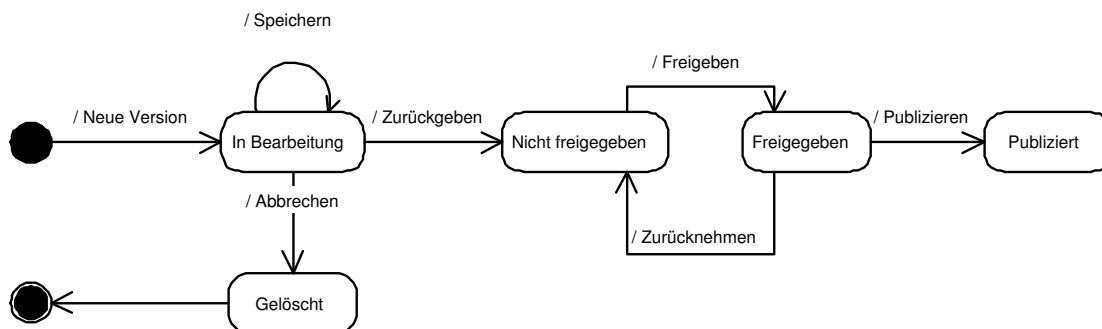 / Speichern
/ Freigeben
/ Neue Version
/ Zurückgeben
/ Publizieren
In Bearbeitung
Nicht freigegeben
Freigegeben
Publiziert
/ Abbrechen
/ Zurücknehmen
Gelöscht